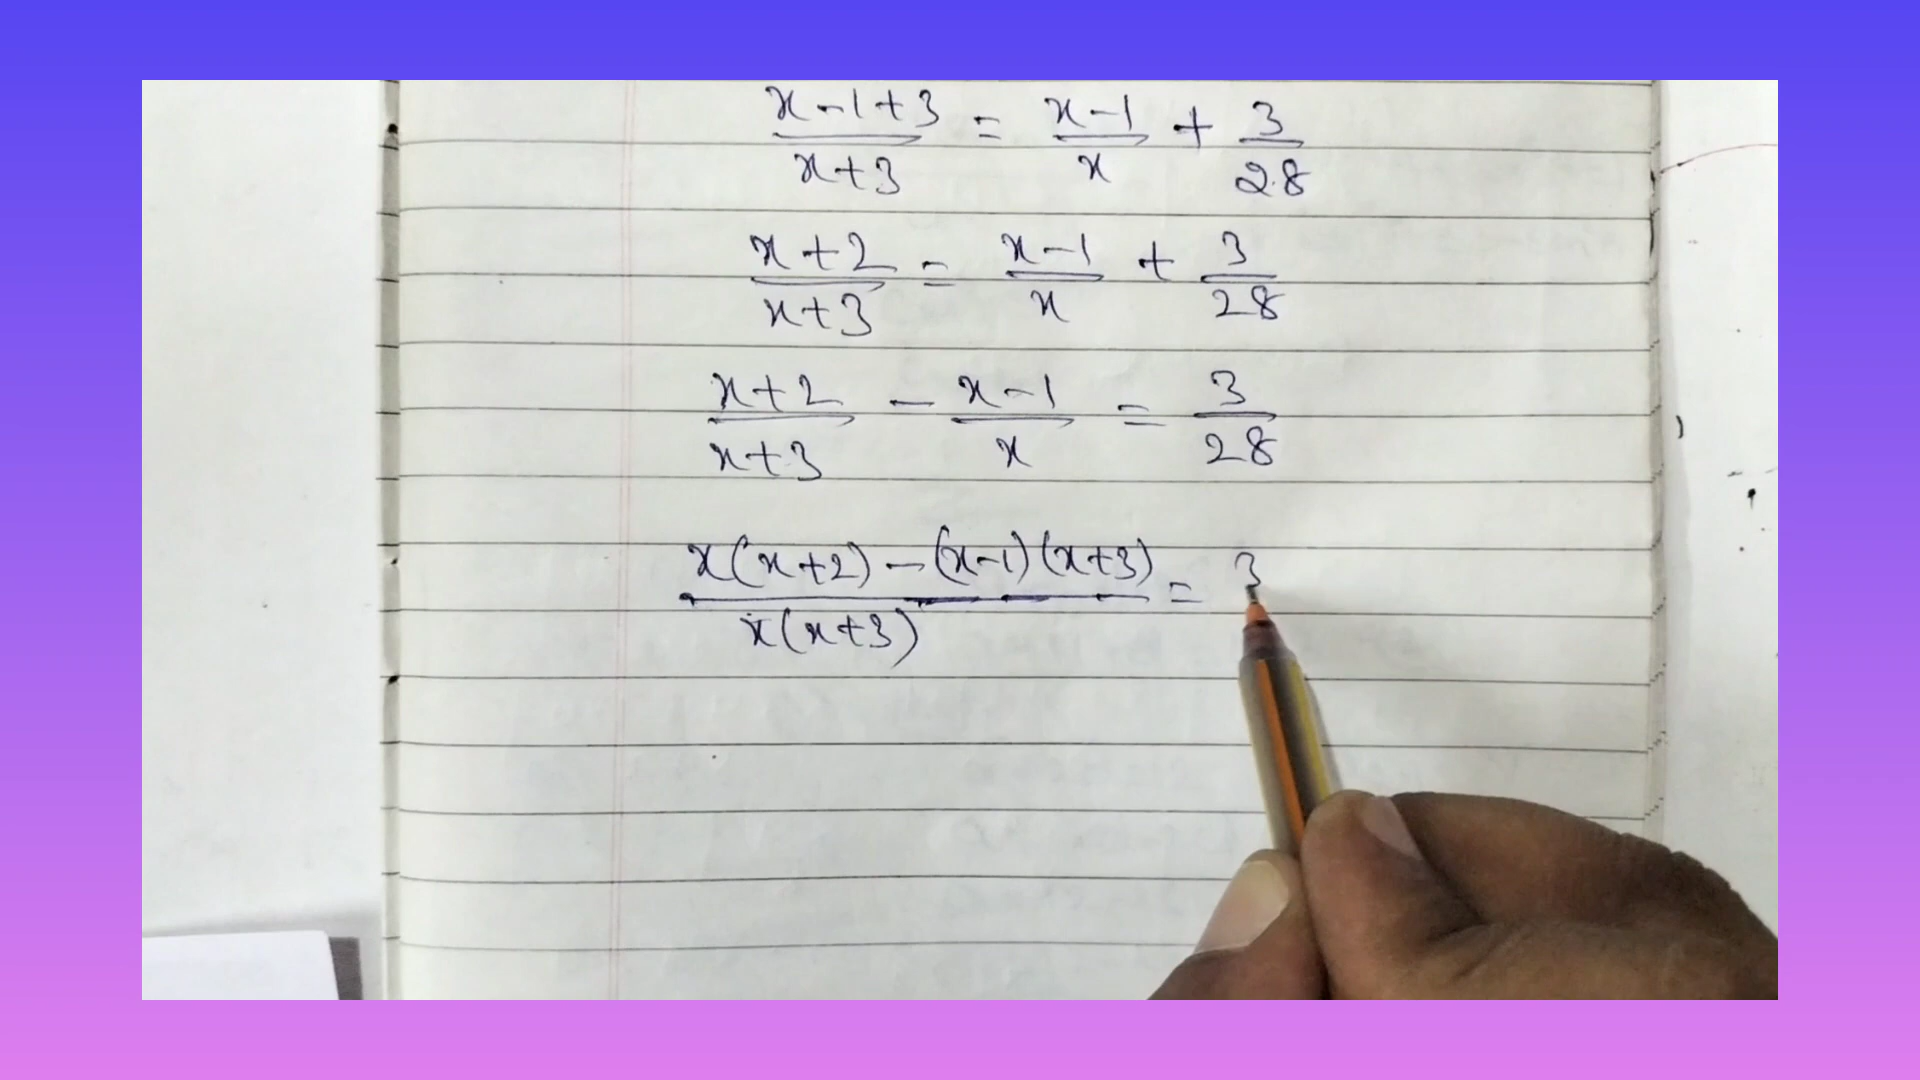 (x-1+3)/(x+3) = (x-1)/x + 3/28
(x+2)/(x+3) = (x-1)/x + 3/28
(x+2)/(x+3) - (x-1)/x = 3/28
(x(x+2) - (x-1)(x+3))/(x(x+3)) = 3